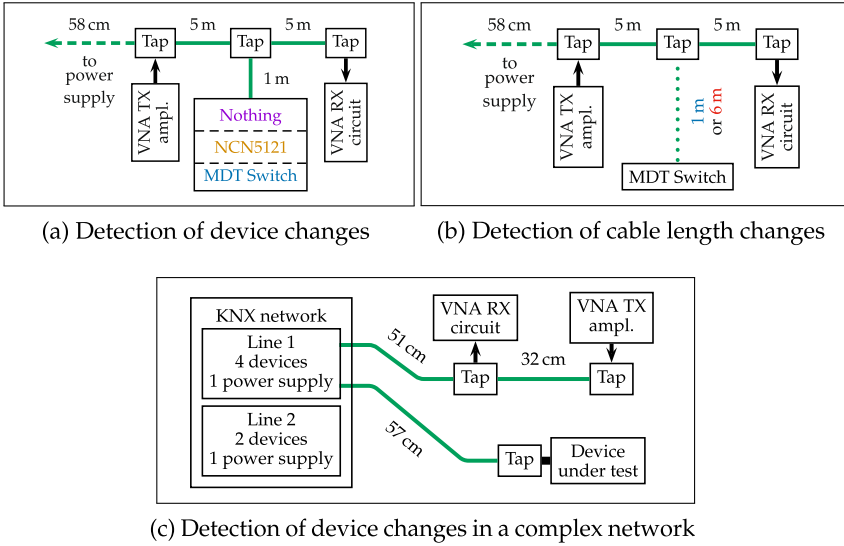 58 cm
5 m
5 m
Tap
Tap
Tap
to
power
supply
VNA TX
ampl.
1 m
Nothing
NCN5121
MDT Switch
VNA RX
circuit
(a) Detection of device changes
58 cm
5 m
5 m
Tap
Tap
Tap
to
power
supply
VNA TX
ampl.
1 m
or 6 m
MDT Switch
VNA RX
circuit
(b) Detection of cable length changes
KNX network
Line 1
4 devices
1 power supply
Line 2
2 devices
1 power supply
51 cm
57 cm
VNA RX
circuit
VNA TX
ampl.
32 cm
Tap
Tap
Tap
Device
under test
(c) Detection of device changes in a complex network